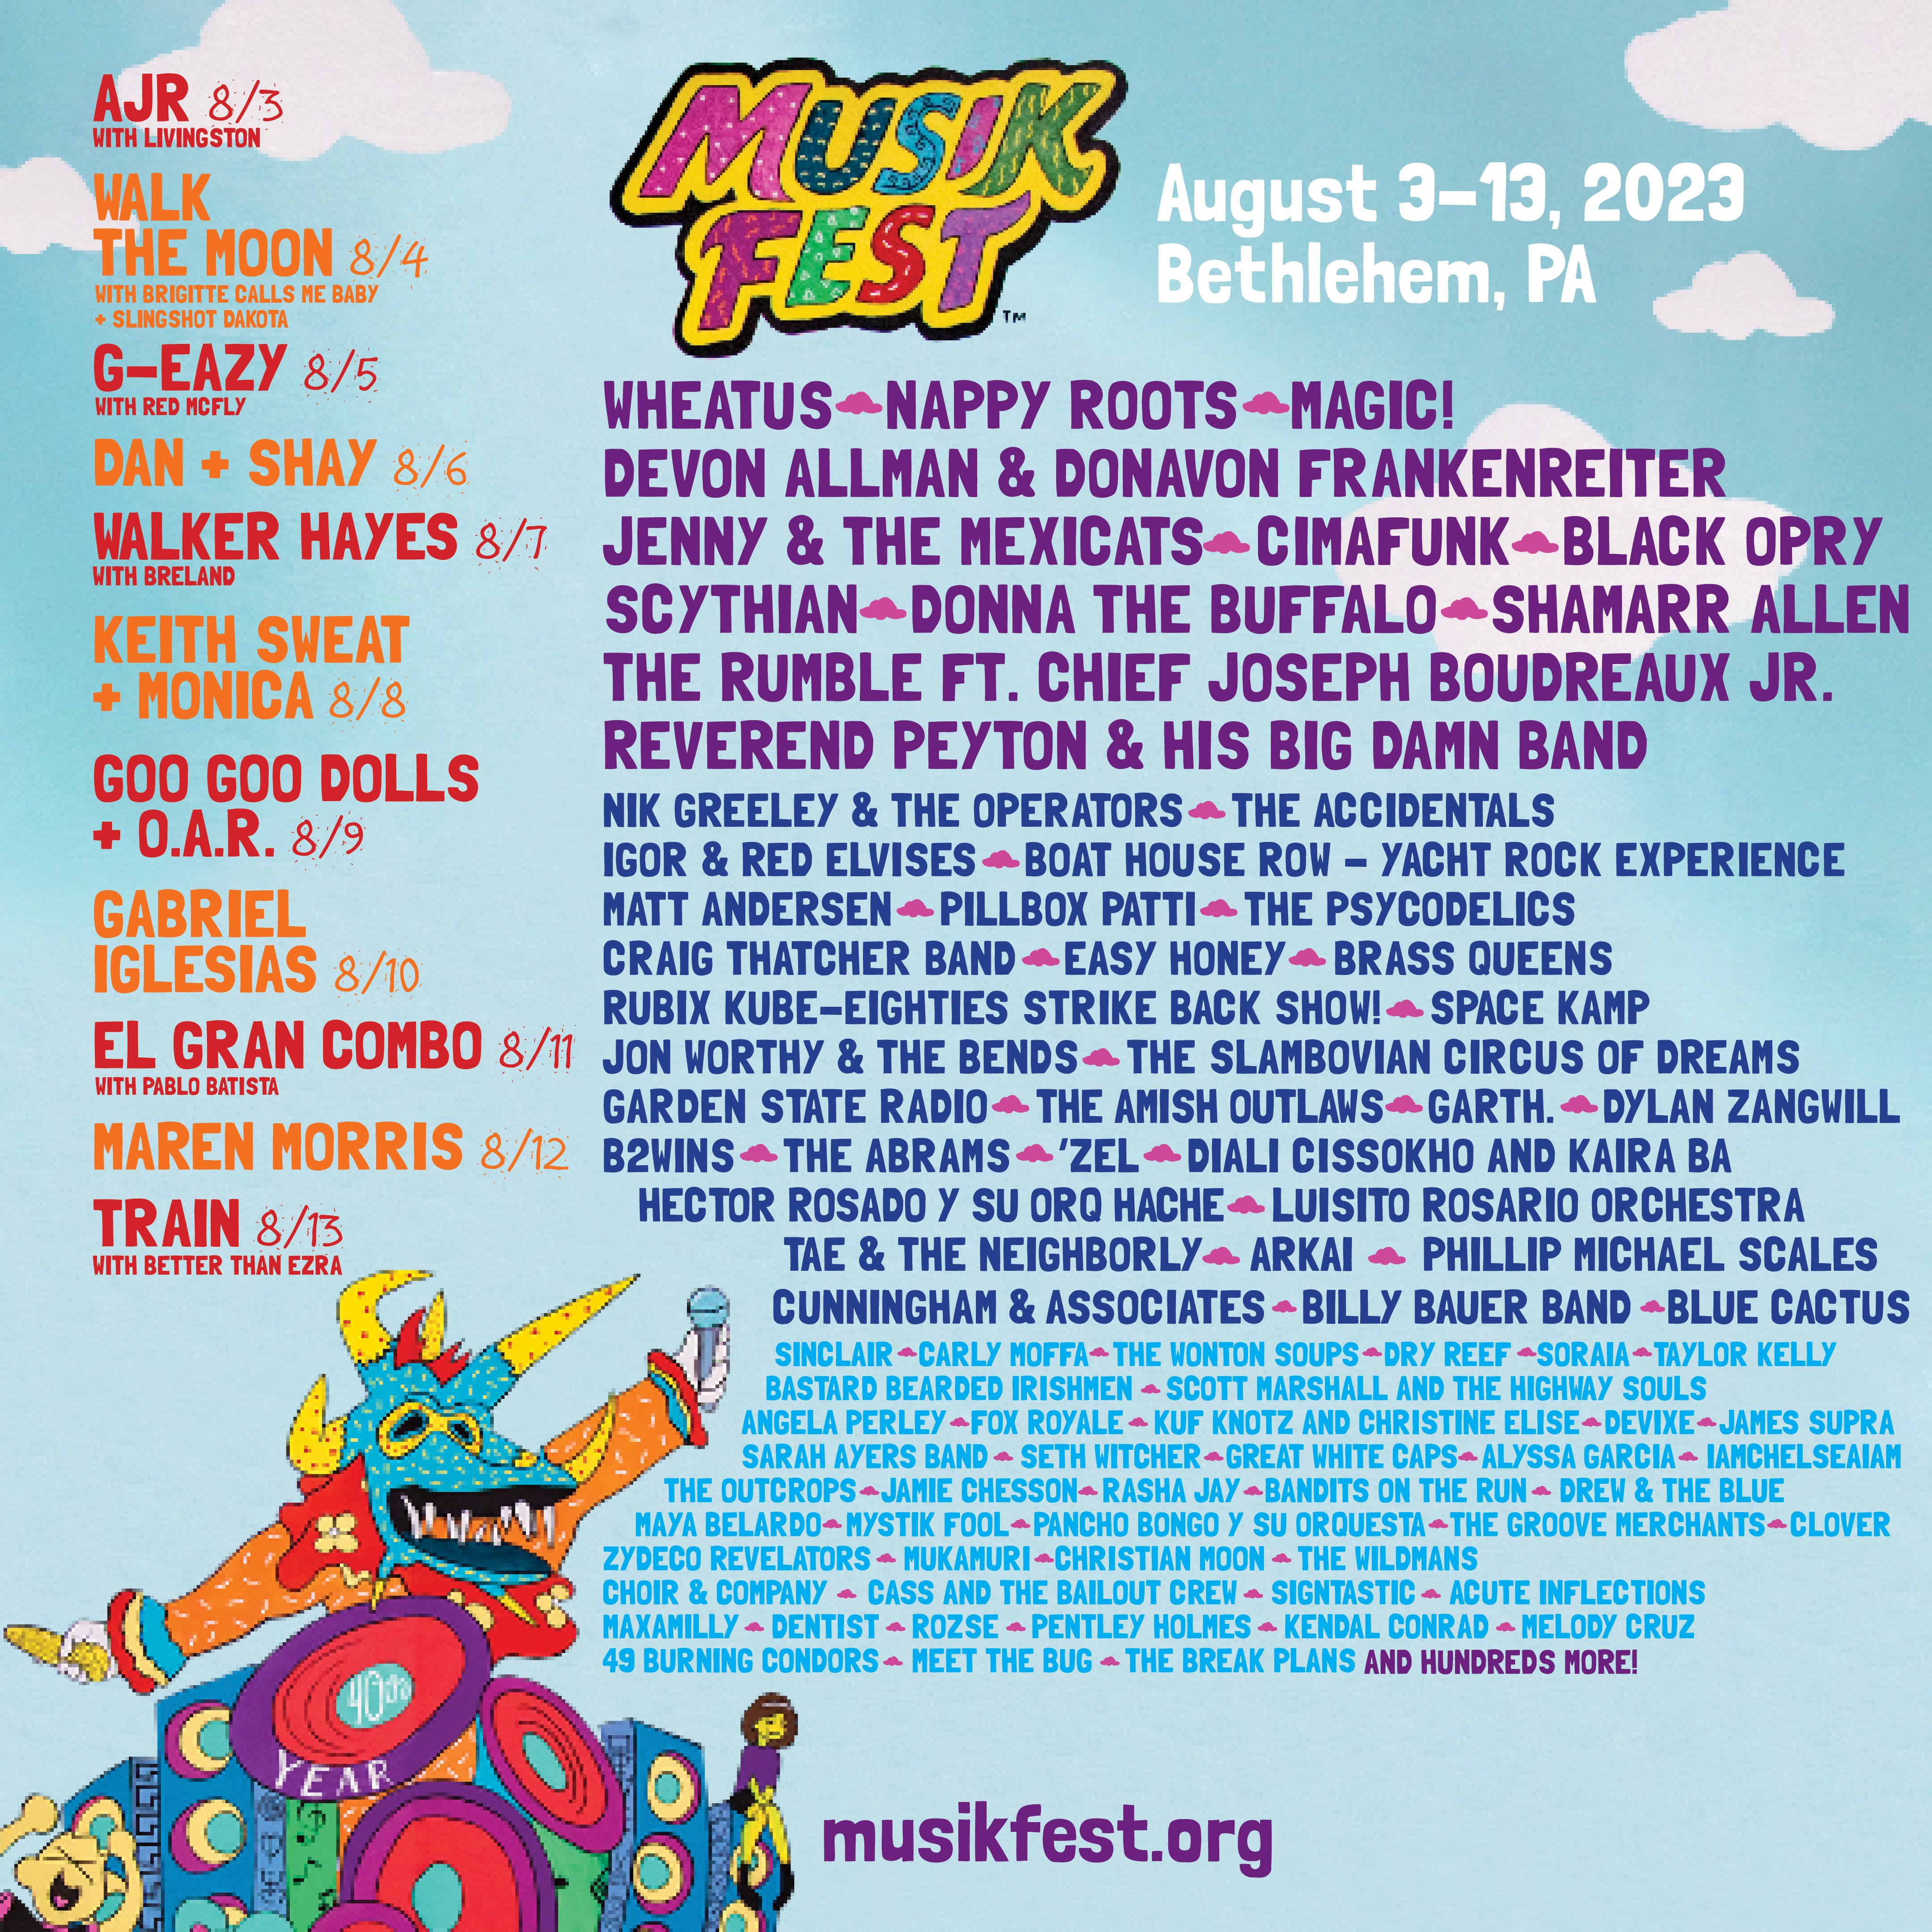 AJR 8/3
WITH LIVINGSTON
WALK
THE MOON 8/4
WITH BRIGITTE CALLS ME BABY
+ SLINGSHOT DAKOTA
G-EAZY 8/5
WITH RED MCFLY
DAN + SHAY 8/6
WALKER HAYES 8/7
WITH BRELAND
KEITH SWEAT
+ MONICA 8/8
GOO GOO DOLLS
+ O.A.R. 8/9
GABRIEL
IGLESIAS 8/10
EL GRAN COMBO 8/11
WITH PABLO BATISTA
MAREN MORRIS 8/12
TRAIN 8/13
WITH BETTER THAN EZRA
MUSIK
FEST
TM
August 3-13, 2023
Bethlehem, PA
WHEATUS NAPPY ROOTS MAGIC!
DEVON ALLMAN & DONAVON FRANKENREITER
JENNY & THE MEXICATS CIMAFUNK BLACK OPRY
SCYTHIAN DONNA THE BUFFALO SHAMARR ALLEN
THE RUMBLE FT. CHIEF JOSEPH BOUDREAUX JR.
REVEREND PEYTON & HIS BIG DAMN BAND
NIK GREELEY & THE OPERATORS THE ACCIDENTALS
IGOR & RED ELVISES BOAT HOUSE ROW - YACHT ROCK EXPERIENCE
MATT ANDERSEN PILLBOX PATTI THE PSYCODELICS
CRAIG THATCHER BAND EASY HONEY BRASS QUEENS
RUBIX KUBE-EIGHTIES STRIKE BACK SHOW! SPACE KAMP
JON WORTHY & THE BENDS THE SLAMBOVIAN CIRCUS OF DREAMS
GARDEN STATE RADIO THE AMISH OUTLAWS GARTH. DYLAN ZANGWILL
B2WINS THE ABRAMS 'ZEL DIALI CISSOKHO AND KAIRA BA
HECTOR ROSADO Y SU ORQ HACHE LUISITO ROSARIO ORCHESTRA
TAE & THE NEIGHBORLY ARKAI PHILLIP MICHAEL SCALES
CUNNINGHAM & ASSOCIATES BILLY BAUER BAND BLUE CACTUS
SINCLAIR CARLY MOFFA THE WONTON SOUPS DRY REEF SORAIA TAYLOR KELLY
BASTARD BEARDED IRISHMEN SCOTT MARSHALL AND THE HIGHWAY SOULS
ANGELA PERLEY FOX ROYALE KUF KNOTZ AND CHRISTINE ELISE DEVIXE JAMES SUPRA
SARAH AYERS BAND SETH WITCHER GREAT WHITE CAPS ALYSSA GARCIA IAMCHELSEAIAM
THE OUTCROPS JAMIE CHESSON RASHA JAY BANDITS ON THE RUN DREW & THE BLUE
MAYA BELARDO MYSTIK FOOL PANCHO BONGO Y SU ORQUESTA THE GROOVE MERCHANTS CLOVER
ZYDECO REVELATORS MUKAMURI CHRISTIAN MOON THE WILDMANS
CHOIR & COMPANY CASS AND THE BAILOUT CREW SIGNTASTIC ACUTE INFLECTIONS
MAXAMILLY DENTIST ROZSE PENTLEY HOLMES KENDAL CONRAD MELODY CRUZ
49 BURNING CONDORS MEET THE BUG THE BREAK PLANS AND HUNDREDS MORE!
40TH
YEAR
musikfest.org